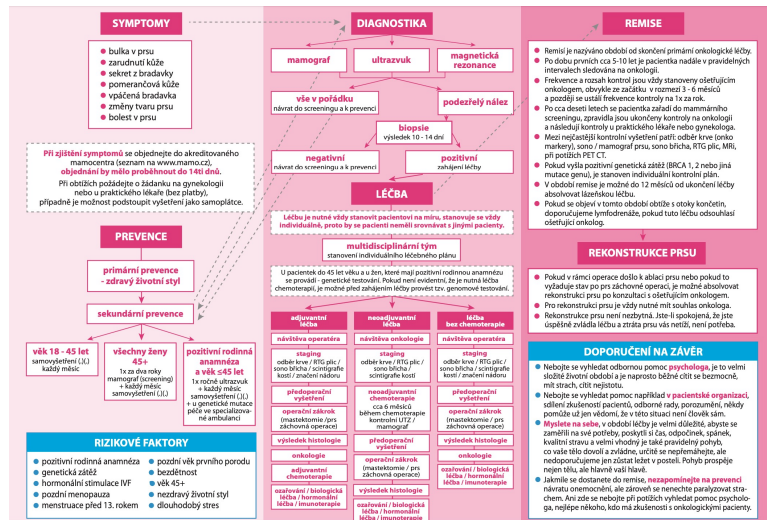 SYMPTOMY
bulka v prsu
zarudnutí kůže
sekret z bradavky
pomerančová kůže
vpáčená bradavka
změny tvaru prsu
bolest v prsu
Při zjištění symptomů se objednejte do akreditovaného
mamocentra (seznam na www.mamo.cz),
objednání by mělo proběhnout do 14ti dnů.
Při obtížích požádejte o žádanku na gynekologii
nebo u praktického lékaře (bez platby),
případně je možnost podstoupit vyšetření jako samoplátce.
PREVENCE
primární prevence
- zdravý životní styl
sekundární prevence
věk 18 - 45 let
samovyšetření (.)(.)
každý měsíc
všechny ženy
45+
1x za dva roky
mamograf (screening)
+ každý měsíc
samovyšetření (.)(.)
pozitivní rodinná
anamnéza
a věk ≤45 let
1x ročně ultrazvuk
+ každý měsíc
samovyšetření (.)(.)
+ u genetické mutace
péče ve specializova-
né ambulanci
RIZIKOVÉ FAKTORY
pozitivní rodinná anamnéza
genetická zátěž
hormonální stimulace IVF
pozdní menopauza
menstruace před 13. rokem
pozdní věk prvního porodu
bezdětnost
věk 45+
nezdravý životní styl
dlouhodobý stres
DIAGNOSTIKA
mamograf
ultrazvuk
magnetická
rezonance
vše v pořádku
návrat do screeningu a k prevenci
podezřelý nález
biopsie
výsledek 10 - 14 dní
negativní
návrat do screeningu a k prevenci
pozitivní
zahájení léčby
LÉČBA
Léčbu je nutné vždy stanovit pacientovi na míru, stanovuje se vždy
individuálně, proto by se pacienti neměli srovnávat s jinými pacienty.
multidisciplinární tým
stanovení individuálního léčebného plánu
U pacientek do 45 let věku a u žen, které mají pozitivní rodinnou anamnézu
se provádí - genetické testování. Pokud není evidentní, že je nutná léčba
chemoterapií, je možné před zahájením léčby provést tzv. genomové testování.
adjuvantní
léčba
návštěva operatéra
staging
odběr krve / RTG plic /
sono břicha / scintigrafie
kostí / značení nádoru
předoperační
vyšetření
operační zákrok
(mastektomie / prs
záchovná operace)
výsledek histologie
onkologie
adjuvantní
chemoterapie
ozařování / biologická
léčba / hormonální
léčba / imunoterapie
neoadjuvantní
léčba
návštěva onkologie
staging
odběr krve / RTG plic /
sono břicha / scintigrafie
kostí / značení nádoru
neoadjuvantní
chemoterapie
cca 6 měsíců
během chemoterapie
kontrolní UTZ /
mamograf
předoperační
vyšetření
operační zákrok
(mastektomie / prs
záchovná operace)
výsledek histologie
ozařování / biologická
léčba / hormonální
léčba / imunoterapie
léčba
bez chemoterapie
návštěva operatéra
staging
odběr krve / RTG plic /
sono břicha / scintigrafie
kostí / značení nádoru
předoperační
vyšetření
operační zákrok
(mastektomie / prs
záchovná operace)
výsledek histologie
onkologie
ozařování / biologická
léčba / hormonální
léčba / imunoterapie
REMISE
Remisí je nazýváno období od skončení primární onkologické léčby.
Po dobu prvních cca 5-10 let je pacientka nadále v pravidelných
intervalech sledována na onkologii.
Frekvence a rozsah kontrol jsou vždy stanoveny ošetřujícím
onkologem, obvykle ze začátku v rozmezí 3 - 6 měsíců
a později se ustálí frekvence kontroly na 1x za rok.
Po cca deseti letech se pacientka zařadí do mammárního
screeningu, zpravidla jsou ukončeny kontroly na onkologii
a následují kontroly u praktického lékaře nebo gynekologa.
Mezi nejčastější kontrolní vyšetření patří: odběr krve (onko
markery), sono / mamograf prsu, sono břicha, RTG plic, MRi,
při potížích PET CT.
Pokud vyšla pozitivní genetická zátěž (BRCA 1, 2 nebo jiná
mutace genu), je stanoven individuální kontrolní plán.
V období remise je možné do 12 měsíců od ukončení léčby
absolvovat lázeňskou léčbu.
Pokud se objeví v tomto období obtíže s otoky končetin,
doporučujeme lymfodrenáže, pokud tuto léčbu odsouhlasí
ošetřující onkolog.
REKONSTRUKCE PRSU
Pokud v rámci operace došlo k ablaci prsu nebo pokud to
vyžaduje stav po prs záchovné operaci, je možné absolvovat
rekonstrukci prsu po konzultaci s ošetřujícím onkologem.
Pro rekonstrukci prsu je vždy nutné mít souhlas onkologa.
Rekonstrukce prsu není nezbytná. Jste-li spokojená, že jste
úspěšně zvládla léčbu a ztráta prsu vás netíží, není potřeba.
DOPORUČENÍ NA ZÁVĚR
Nebojte se vyhledat odbornou pomoc psychologa, je to velmi
složité životní období a je naprosto běžné cítit se bezmocně,
mít strach, cítit nejistotu.
Nebojte se vyhledat pomoc například v pacientské organizaci,
sdílení zkušeností pacientů, odborné rady, porozumění, někdy
pomůže už jen vědomí, že v této situaci není člověk sám.
Myslete na sebe, v období léčby je velmi důležité, abyste se
zaměřili na své potřeby, poskytli si čas, odpočinek, spánek,
kvalitní stravu a velmi vhodný je také pravidelný pohyb,
co vaše tělo dovolí a zvládne, určitě se nepřemáhejte, ale
nedoporučujeme jen zůstat ležet v posteli. Pohyb prospěje
nejen tělu, ale hlavně vaší hlavě.
Jakmile se dostanete do remise, nezapomínejte na prevenci
návratu onemocnění, ale zároveň se nenechte paralyzovat stra-
chem. Ani zde se nebojte při potížích vyhledat pomoc psycholo-
ga, nejlépe někoho, kdo má zkušenosti s onkologickými pacienty.